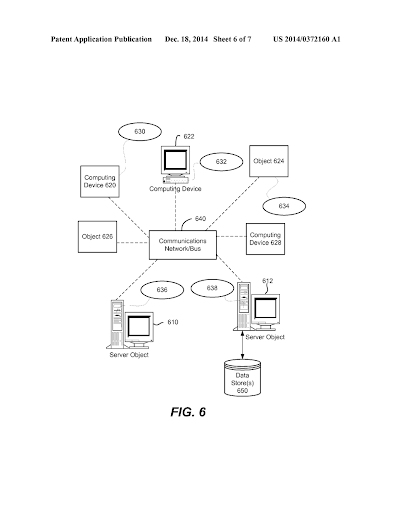 Patent Application Publication Dec. 18, 2014 Sheet 6 of 7 US 2014/0372160 A1
630
622
632
Object 624
Computing
Device 620
Computing Device
634
640
Object 626
Communications
Network/Bus
Computing
Device 628
636
638
612
610
Server Object
Server Object
Data
Store(s)
650
FIG. 6